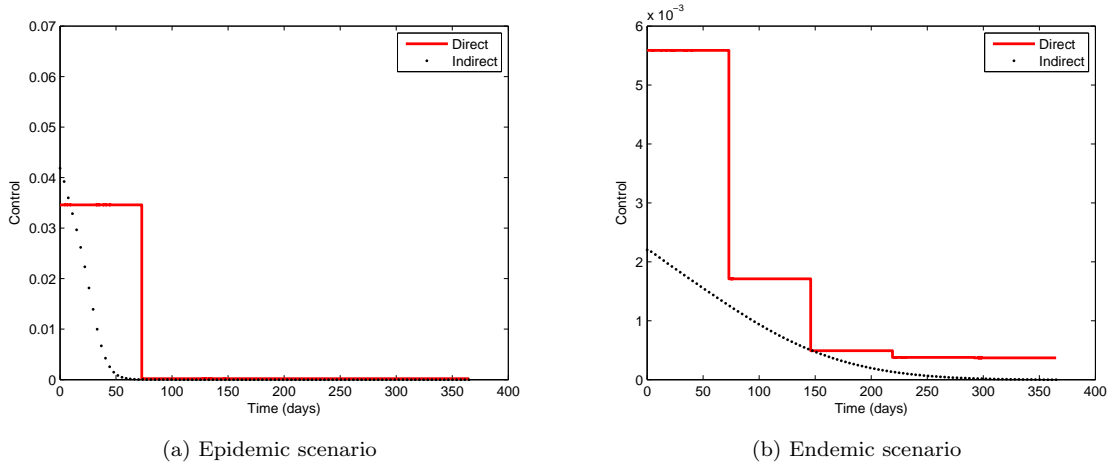 0.07
0.06
0.05
0.04
0.03
0.02
0.01
0
Control
0 50 100 150 200 250 300 350 400
Time (days)
Direct
Indirect
(a) Epidemic scenario
x 10⁻³
6
5
4
3
2
1
0
Control
0 50 100 150 200 250 300 350 400
Time (days)
Direct
Indirect
(b) Endemic scenario